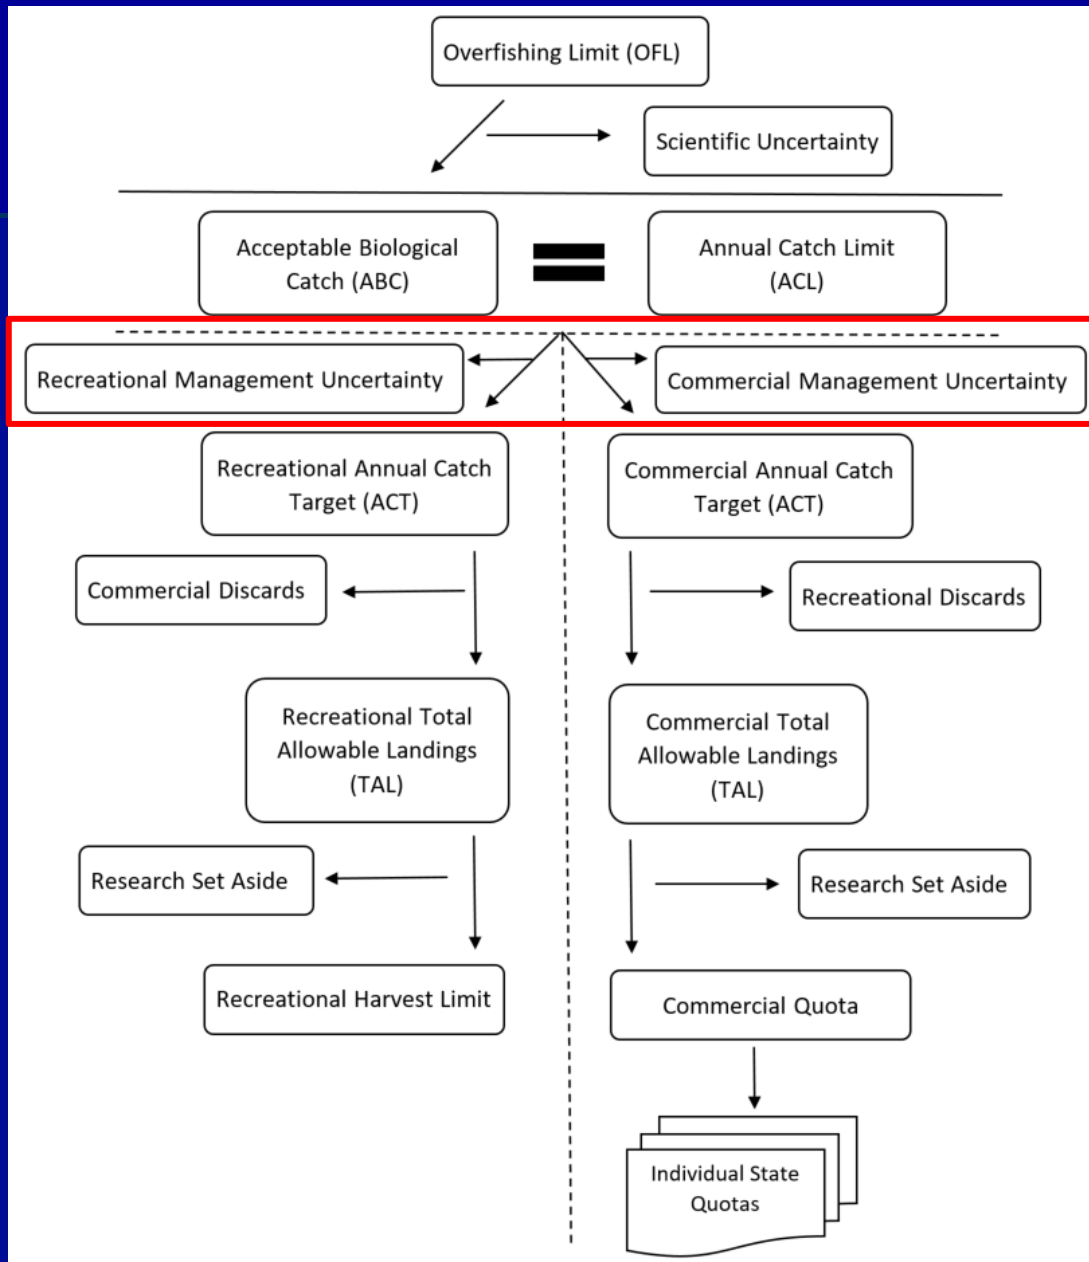 Overfishing Limit (OFL)
Scientific Uncertainty
Acceptable Biological
Catch (ABC)
Annual Catch Limit
(ACL)
Recreational Management Uncertainty
Commercial Management Uncertainty
Recreational Annual Catch
Target (ACT)
Commercial Annual Catch
Target (ACT)
Commercial Discards
Recreational Discards
Recreational Total
Allowable Landings
(TAL)
Commercial Total
Allowable Landings
(TAL)
Research Set Aside
Research Set Aside
Recreational Harvest Limit
Commercial Quota
Individual State
Quotas